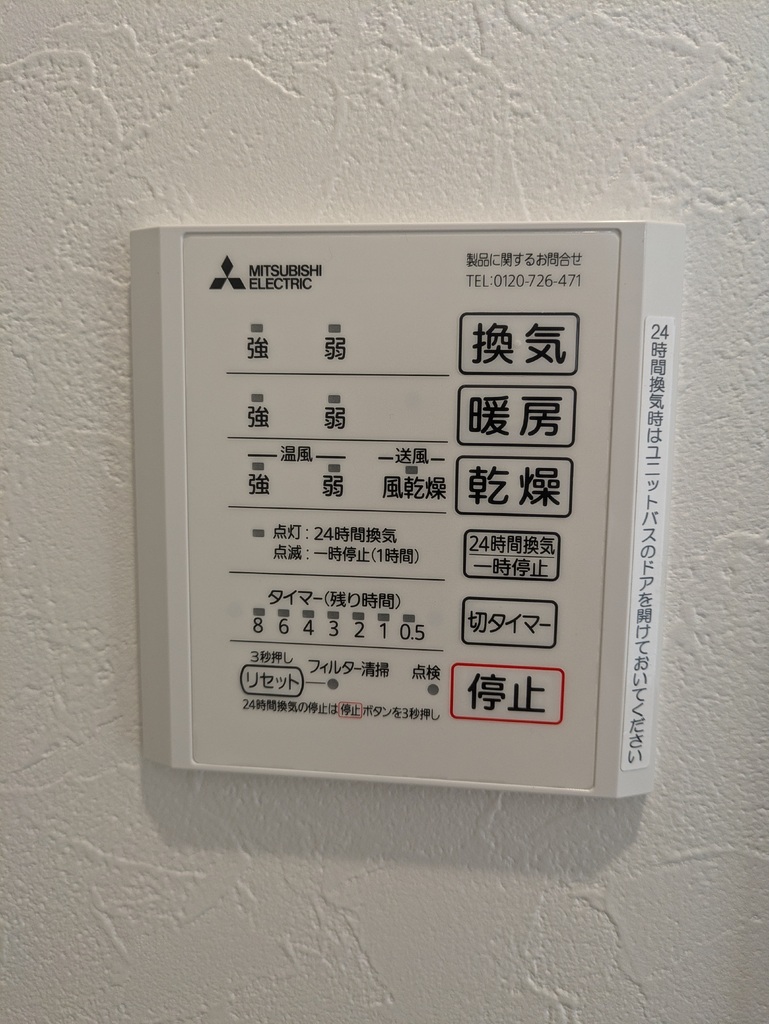 MITSUBISHI
ELECTRIC
製品に関するお問合せ
TEL:0120-726-471
強 弱 換気
強 弱 暖房
温風 送風
強 弱 風乾燥 乾燥
点灯:24時間換気
点滅:一時停止(1時間)
24時間換気
一時停止
タイマー(残り時間)
8 6 4 3 2 1 0.5
切タイマー
3秒押し
リセット フィルター清掃 点検
停止
24時間換気の停止は停止ボタンを3秒押し
24時間換気時はユニットバスのドアを開けておいてください